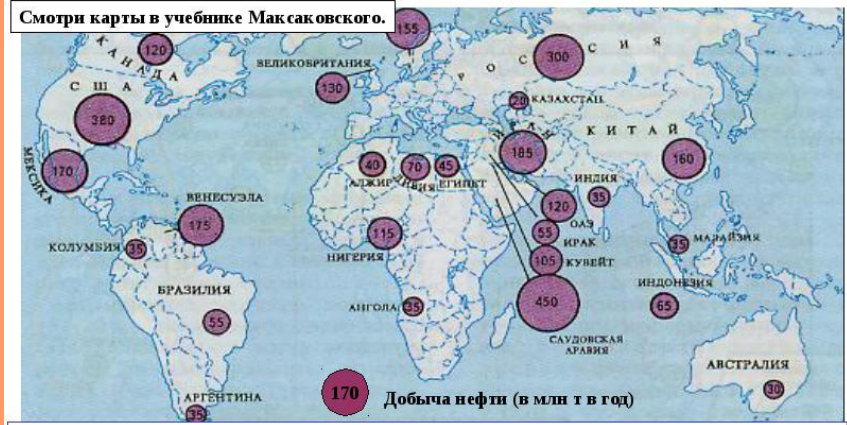 Смотри карты в учебнике Максаковского.
155
120
КАНАДА
ВЕЛИКОБРИТАНИЯ
130
РОССИЯ
300
США
380
20
КАЗАХСТАН
ИРАН
185
КИТАЙ
160
МЕКСИКА
170
40
АЛЖИР
70
ЛИВИЯ
45
ЕГИПЕТ
ИНДИЯ
35
ВЕНЕСУЭЛА
175
120
ОАЭ
КОЛУМБИЯ
35
115
НИГЕРИЯ
55
ИРАК
105
КУВЕЙТ
35
МАЛАЙЗИЯ
БРАЗИЛИЯ
55
АНГОЛА
35
450
САУДОВСКАЯ
АРАВИЯ
ИНДОНЕЗИЯ
65
АВСТРАЛИЯ
30
АРГЕНТИНА
35
170
Добыча нефти (в млн т в год)